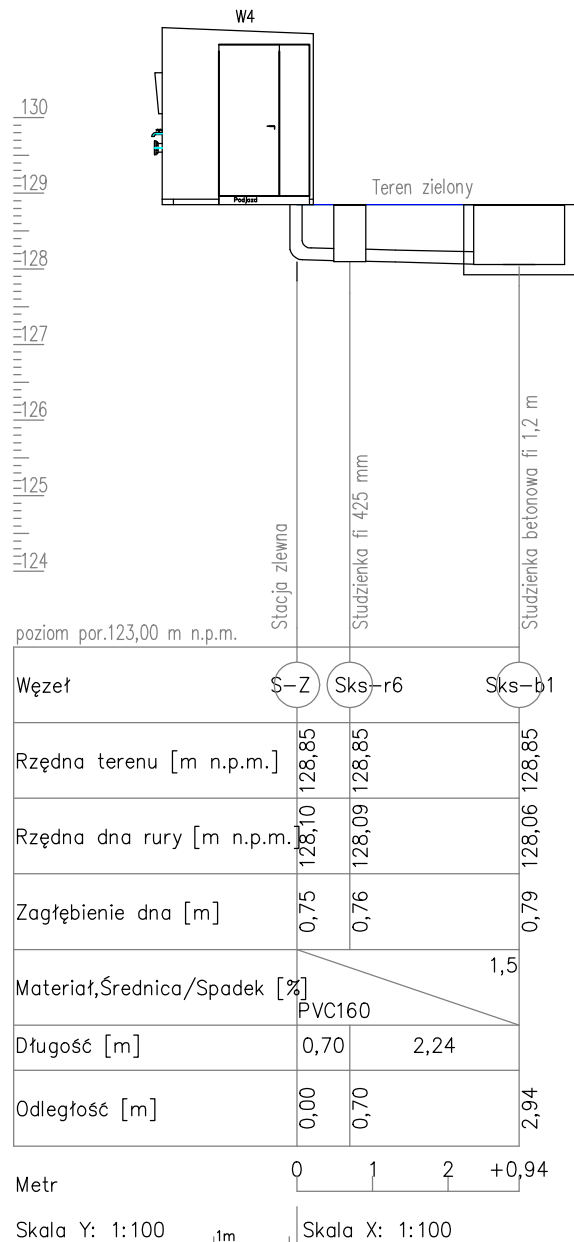 W4
130
129
128
127
126
125
124
Podjazd
Teren zielony
Stacja zlewna
Studzienka fi 425 mm
Studzienka betonowa fi 1,2 m
poziom por.123,00 m n.p.m.
Węzeł S-Z Sks-r6 Sks-b1
Rzędna terenu [m n.p.m.] 128,85 128,85 128,85
Rzędna dna rury [m n.p.m.] 128,10 128,09 128,06
Zagłębienie dna [m] 0,75 0,76 0,79
Materiał,Średnica/Spadek [%] PVC160 1,5
Długość [m] 0,70 2,24
Odległość [m] 0,00 0,70 2,94
Metr 0 1 2 +0,94
Skala Y: 1:100 1m Skala X: 1:100